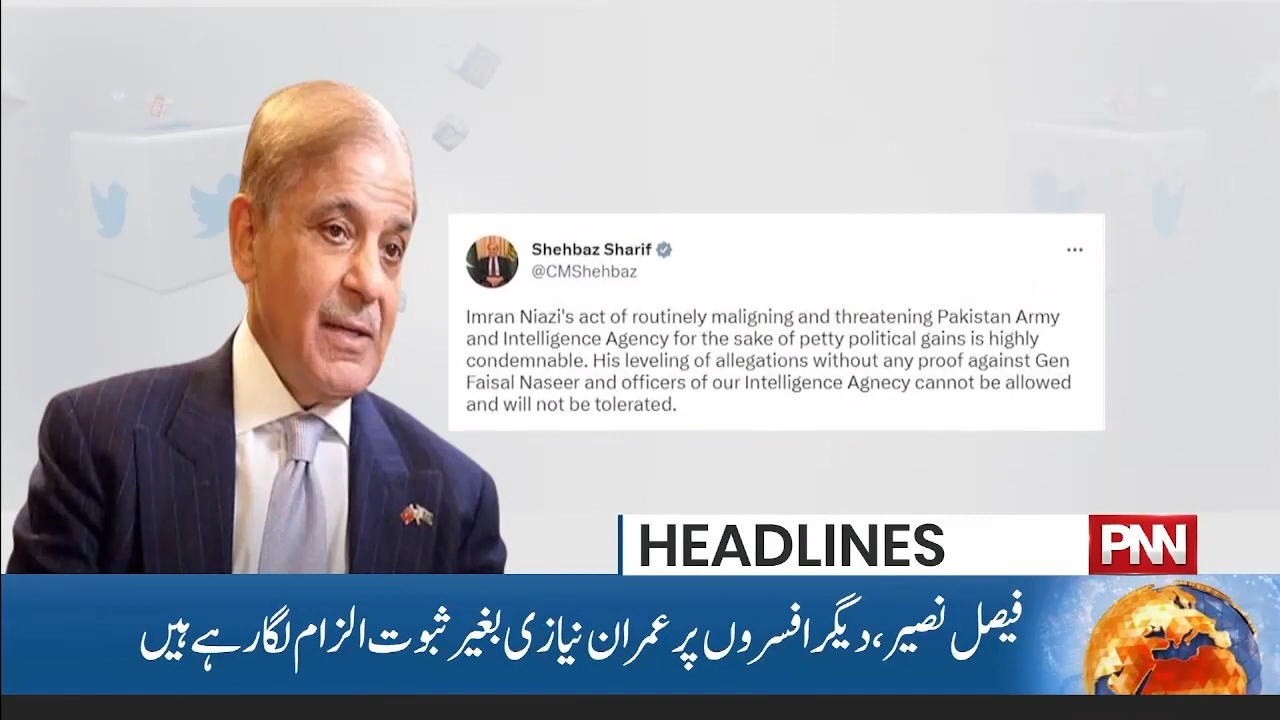 Shehbaz Sharif
@CMShehbaz
Imran Niazi's act of routinely maligning and threatening Pakistan Army
and Intelligence Agency for the sake of petty political gains is highly
condemnable. His leveling of allegations without any proof against Gen
Faisal Naseer and officers of our Intelligence Agnecy cannot be allowed
and will not be tolerated.
HEADLINES
PNN
فیصل نصیر، دیگر افسروں پر عمران نیازی بغیر ثبوت الزام لگا رہے ہیں